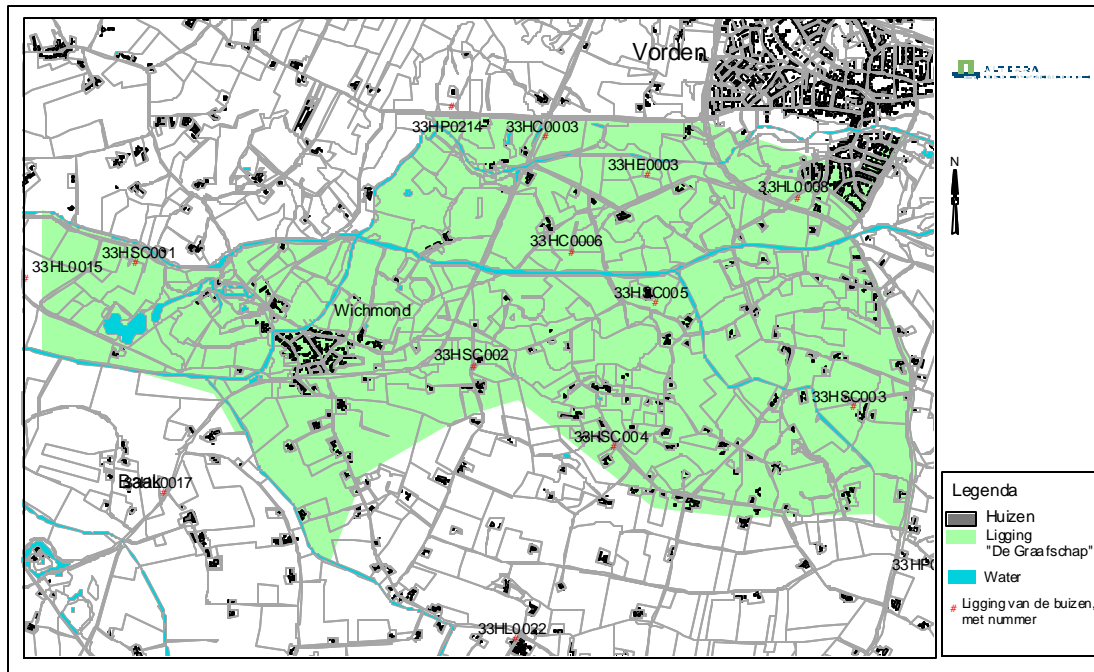 Vorden
ALTERRA
33HP0214
33HC0003
33HE0003
33HL0008
N
33HSC001
33HC0006
33HL0015
33HSC005
Wichmond
33HSC002
33HSC003
33HSC004
Baak
Legenda
Huizen
Ligging
"De Graafschap"
Water
# Ligging van de buizen,
met nummer
33HL0022